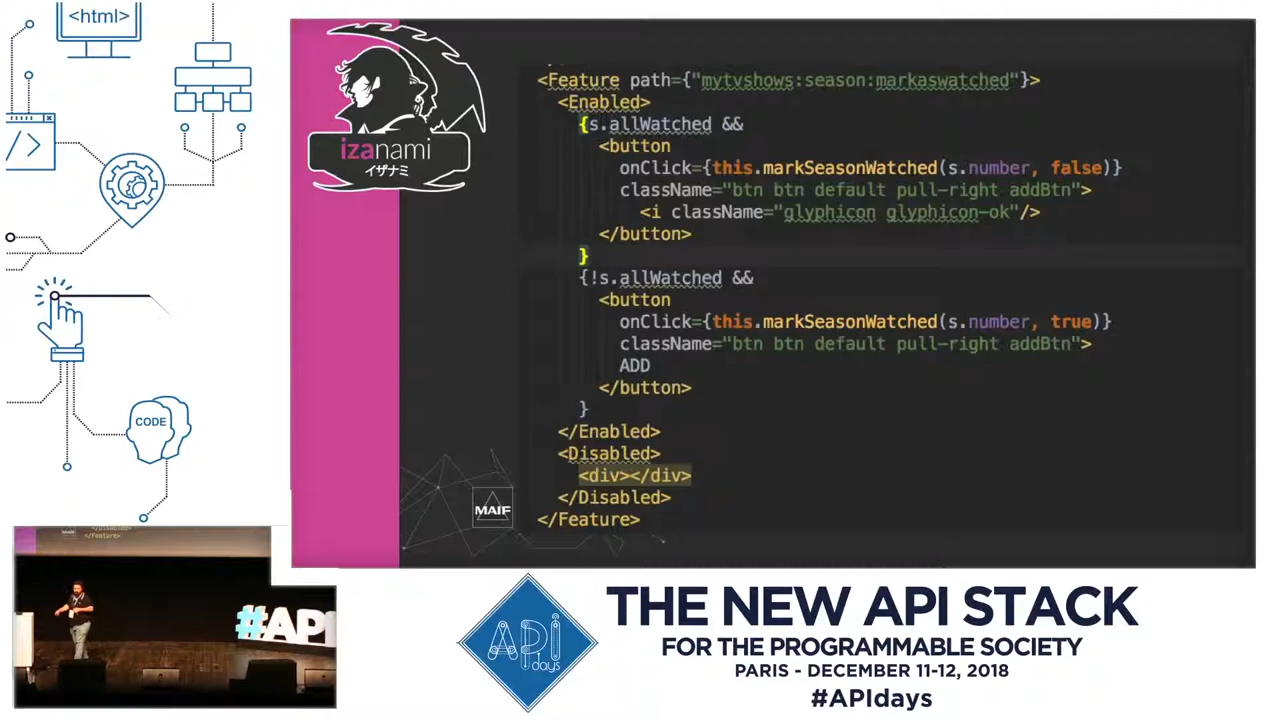 <html>
</>
CODE
izanami
イザナミ
<Feature path={"mytvshows:season:markaswatched"}>
<Enabled>
{s.allWatched &&
<button
onClick={this.markSeasonWatched(s.number, false)}
className="btn btn default pull-right addBtn">
<i className="glyphicon glyphicon-ok"/>
</button>
}
{!s.allWatched &&
<button
onClick={this.markSeasonWatched(s.number, true)}
className="btn btn default pull-right addBtn">
ADD
</button>
}
</Enabled>
<Disabled>
<div></div>
</Disabled>
</Feature>
MAIF
</Feature>
#API
API
days
THE NEW API STACK
FOR THE PROGRAMMABLE SOCIETY
PARIS - DECEMBER 11-12, 2018
#APIdays